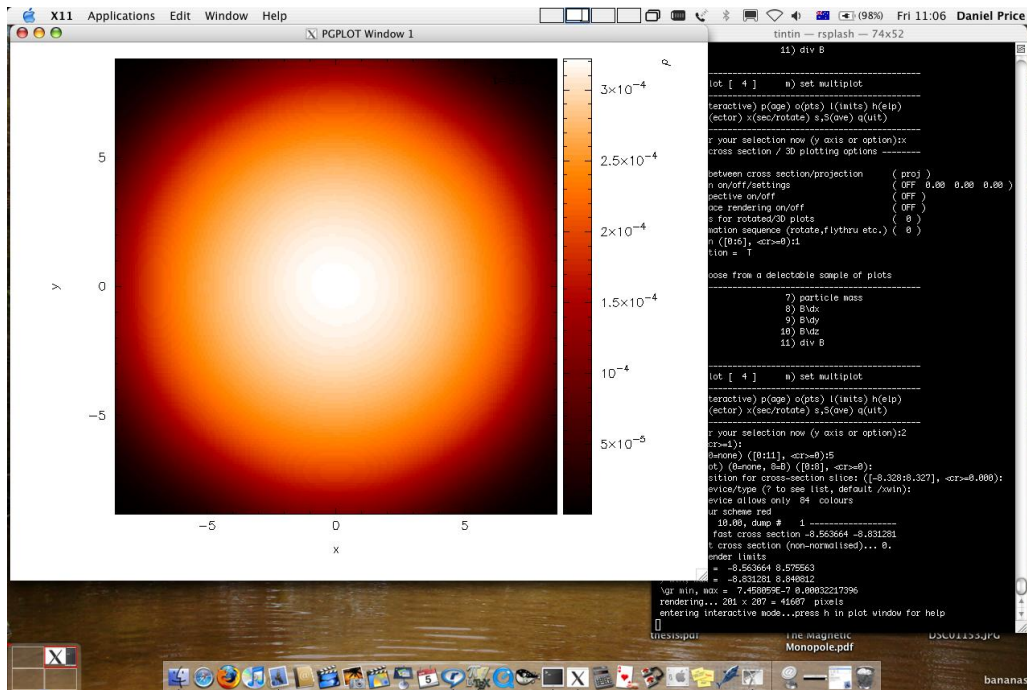 X11 Applications Edit Window Help
(98%) Fri 11:06 Daniel Price
X PGPLOT Window 1
tintin — rsplash — 74x52
ρ
3×10⁻⁴
2.5×10⁻⁴
2×10⁻⁴
1.5×10⁻⁴
10⁻⁴
5×10⁻⁵
y
5
0
−5
−5 0 5
x
11) div B
lot [ 4 ] m) set multiplot
teractive) p(age) o(pts) l(imits) h(elp)
(ector) x(sec/rotate) s,S(ave) q(uit)
r your selection now (y axis or option):x
cross section / 3D plotting options --------
between cross section/projection ( proj )
n on/off/settings ( OFF 0.00 0.00 0.00 )
pective on/off ( OFF )
ace rendering on/off ( OFF )
s for rotated/3D plots ( 0 )
mation sequence (rotate,flythru etc.) ( 0 )
n ([0:6], <cr>=0):1
tion = T
oose from a delectable sample of plots
7) particle mass
8) B\dx
9) B\dy
10) B\dz
11) div B
lot [ 4 ] m) set multiplot
teractive) p(age) o(pts) l(imits) h(elp)
(ector) x(sec/rotate) s,S(ave) q(uit)
r your selection now (y axis or option):2
cr>=1):
0=none) ([0:11], <cr>=0):5
ot) (0=none, 8=B) ([0:8], <cr>=0):
sition for cross-section slice: ([-8.328:8.327], <cr>=0.000):
evice/type (? to see list, default /xwin):
evice allows only 84 colours
ur scheme red
10.00, dump # 1 -----------------
fast cross section -8.563664 -8.831281
t cross section (non-normalised)... 0.
ender limits
= -8.563664 8.575563
= -8.831281 8.840812
\gr min, max = 7.458059E-7 0.00032217396
rendering... 201 x 207 = 41607 pixels
entering interactive mode...press h in plot window for help
thesis.pdf
The Magnetic
Monopole.pdf
DSC01153.JPG
X
bananas